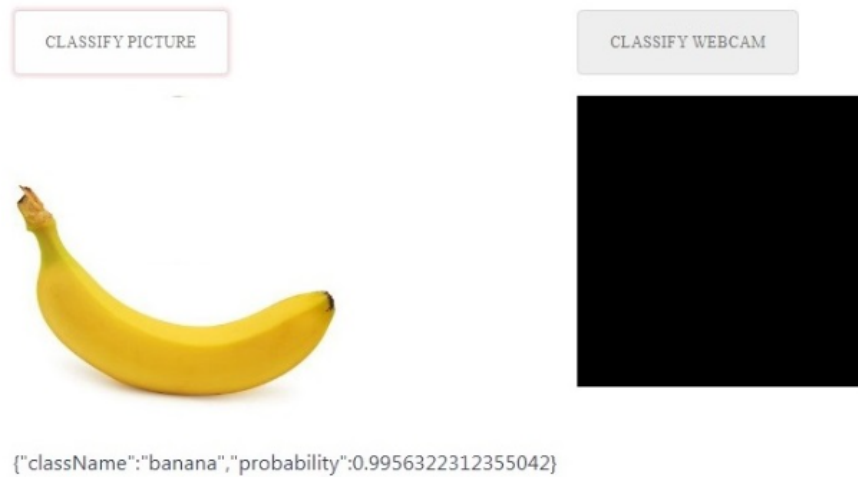 CLASSIFY PICTURE
CLASSIFY WEBCAM
{"className":"banana","probability":0.9956322312355042}